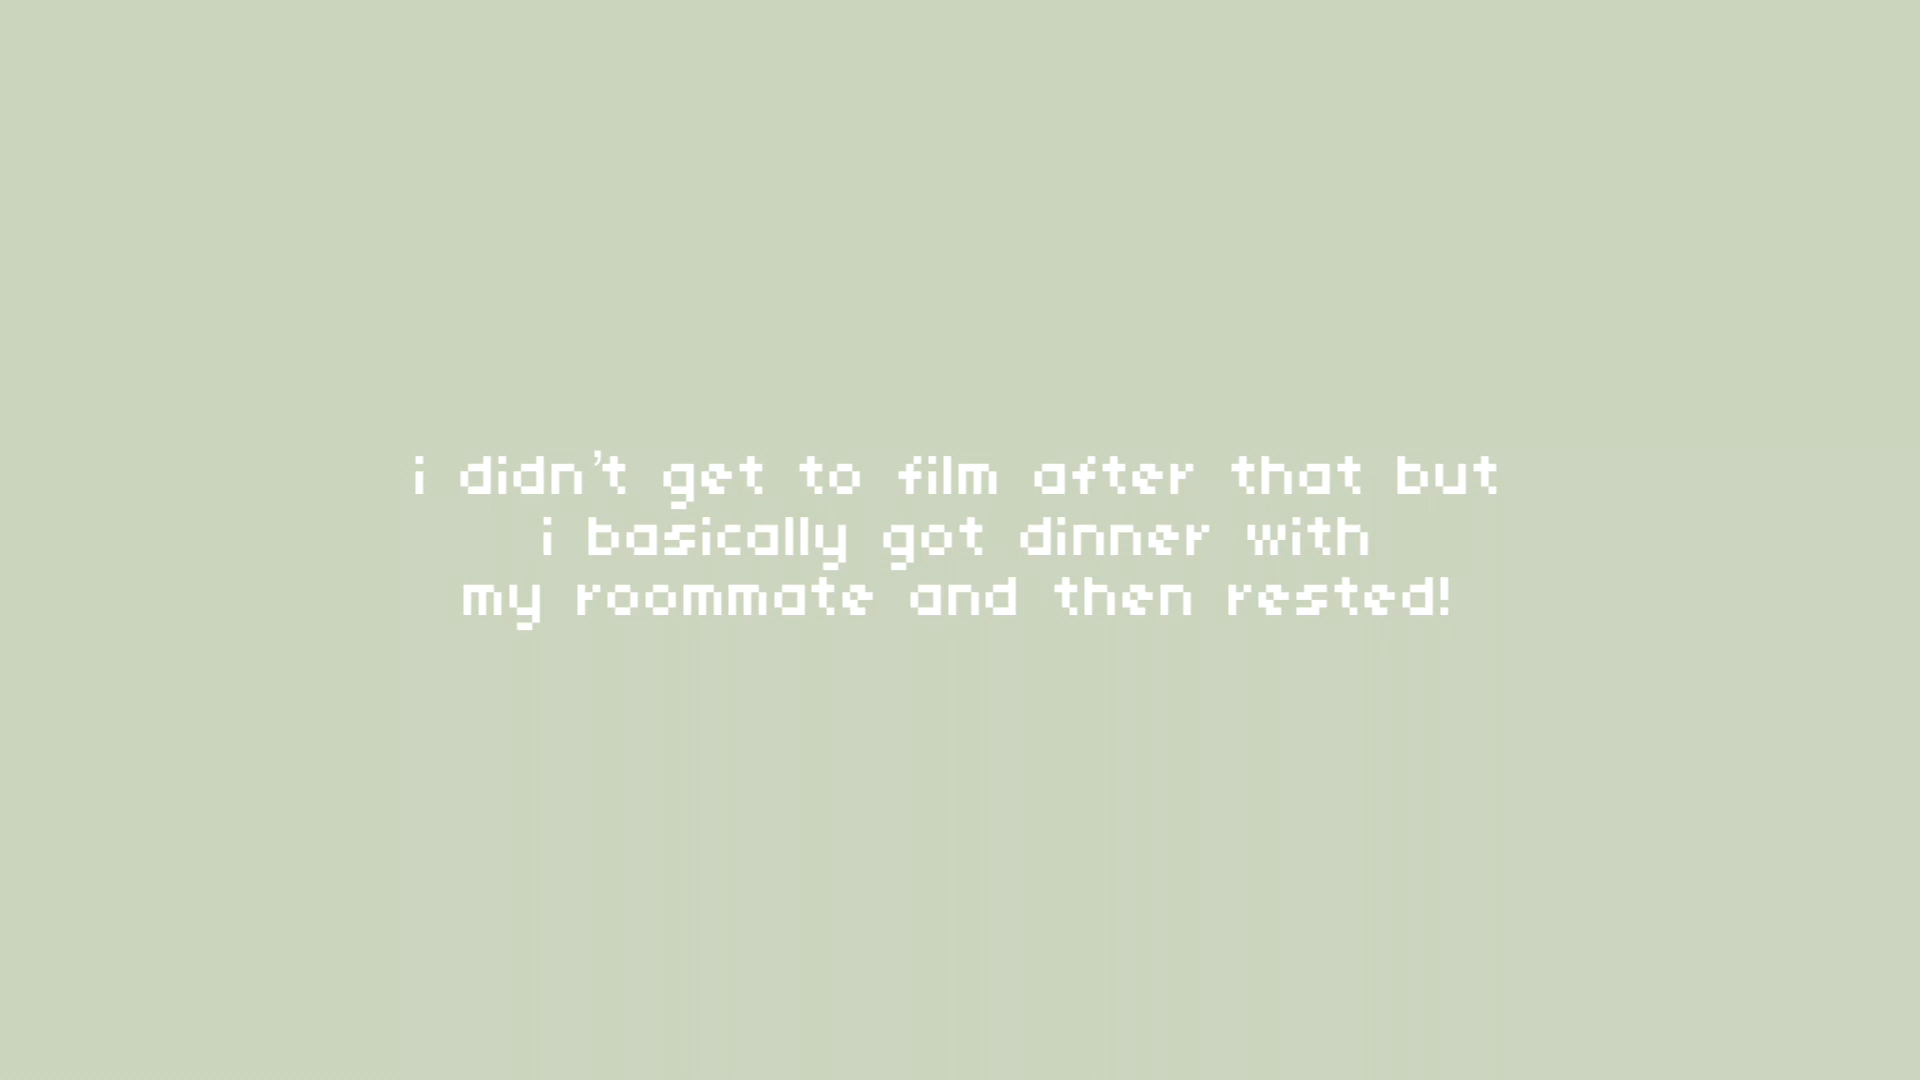 i didn't get to film after that but
i basically got dinner with
my roommate and then rested!